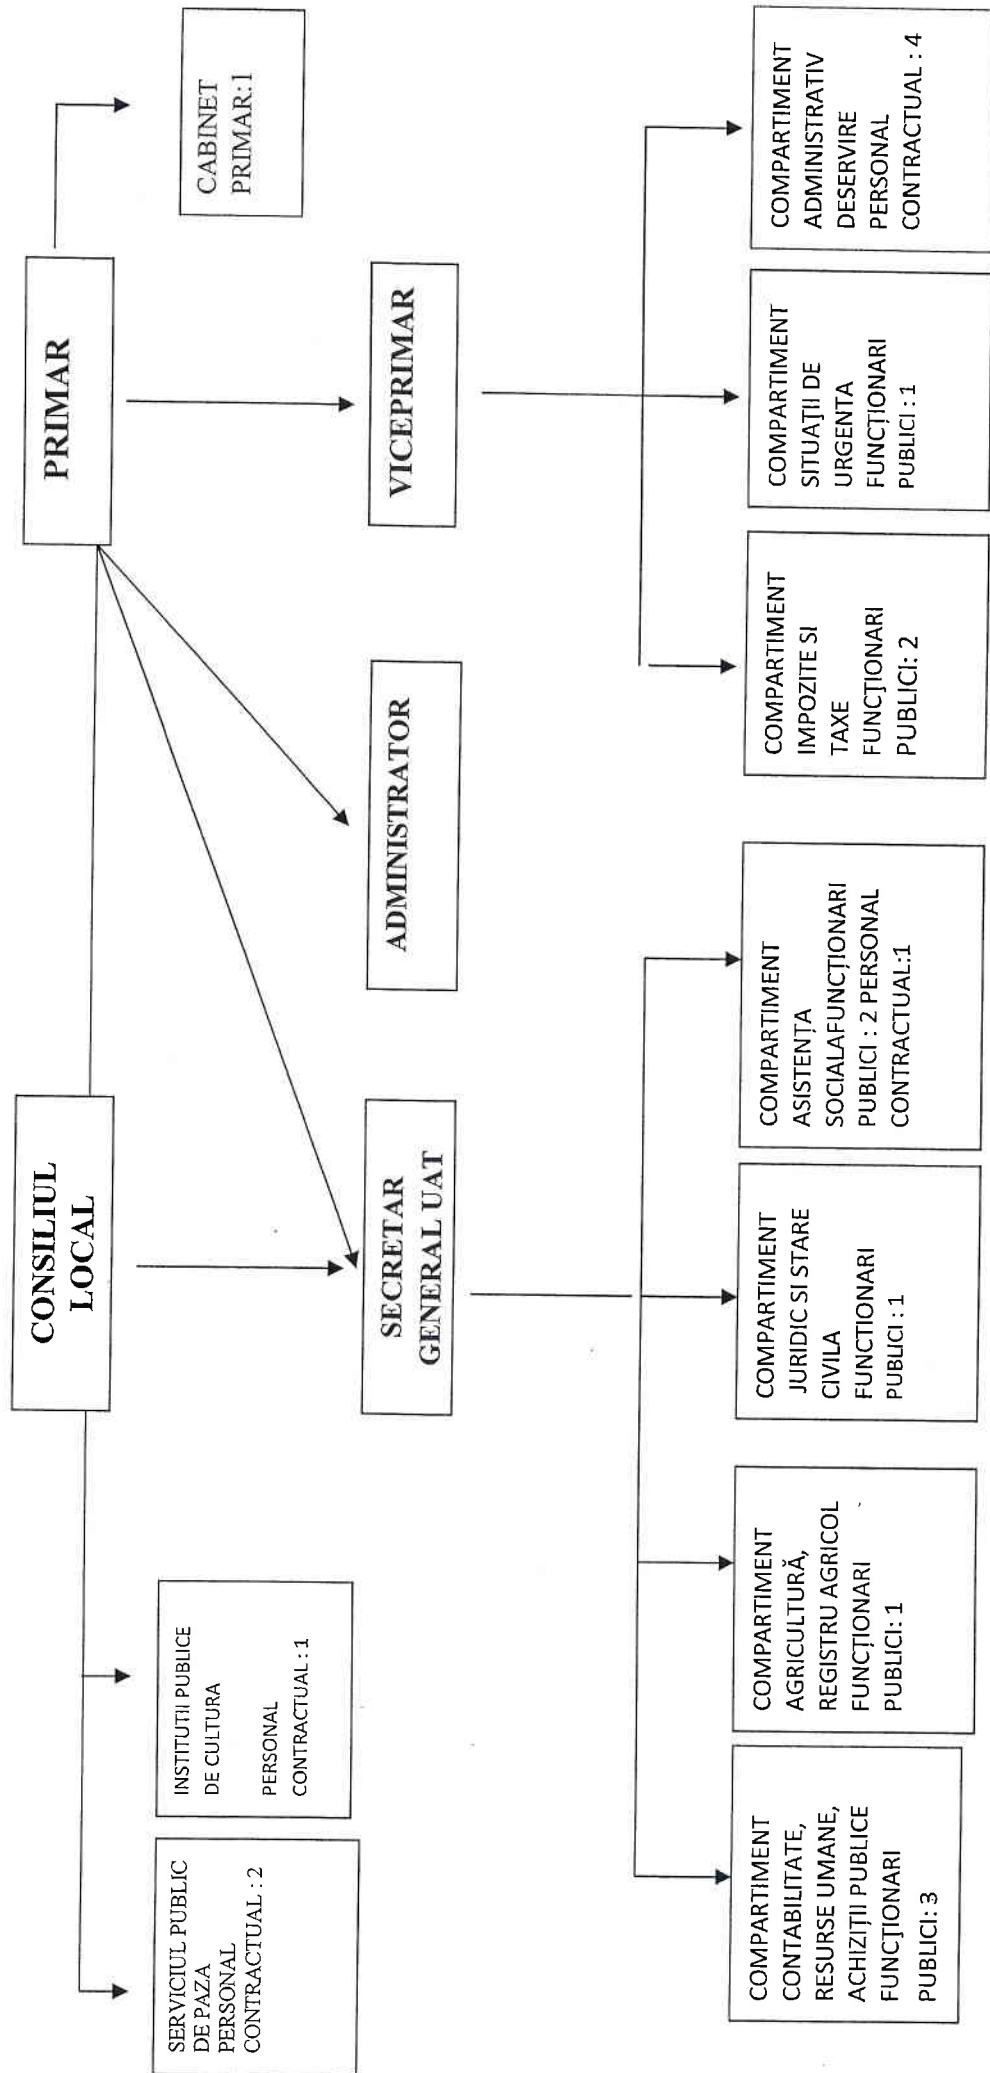 CONSILIUL
LOCAL
PRIMAR
SERVICIUL PUBLIC
DE PAZA
PERSONAL
CONTRACTUAL : 2
INSTITUTII PUBLICE
DE CULTURA
PERSONAL
CONTRACTUAL : 1
CABINET
PRIMAR:1
SECRETAR
GENERAL UAT
ADMINISTRATOR
VICEPRIMAR
COMPARTIMENT
CONTABILITATE,
RESURSE UMANE,
ACHIZIȚII PUBLICE
FUNCȚIONARI
PUBLICI: 3
COMPARTIMENT
AGRICULTURĂ,
REGISTRU AGRICOL
FUNCȚIONARI
PUBLICI: 1
COMPARTIMENT
JURIDIC SI STARE
CIVILA
FUNCTIONARI
PUBLICI : 1
COMPARTIMENT
ASISTENȚA
SOCIALAFUNCȚIONARI
PUBLICI : 2 PERSONAL
CONTRACTUAL:1
COMPARTIMENT
IMPOZITE SI
TAXE
FUNCȚIONARI
PUBLICI: 2
COMPARTIMENT
SITUAȚII DE
URGENTA
FUNCȚIONARI
PUBLICI : 1
COMPARTIMENT
ADMINISTRATIV
DESERVIRE
PERSONAL
CONTRACTUAL : 4